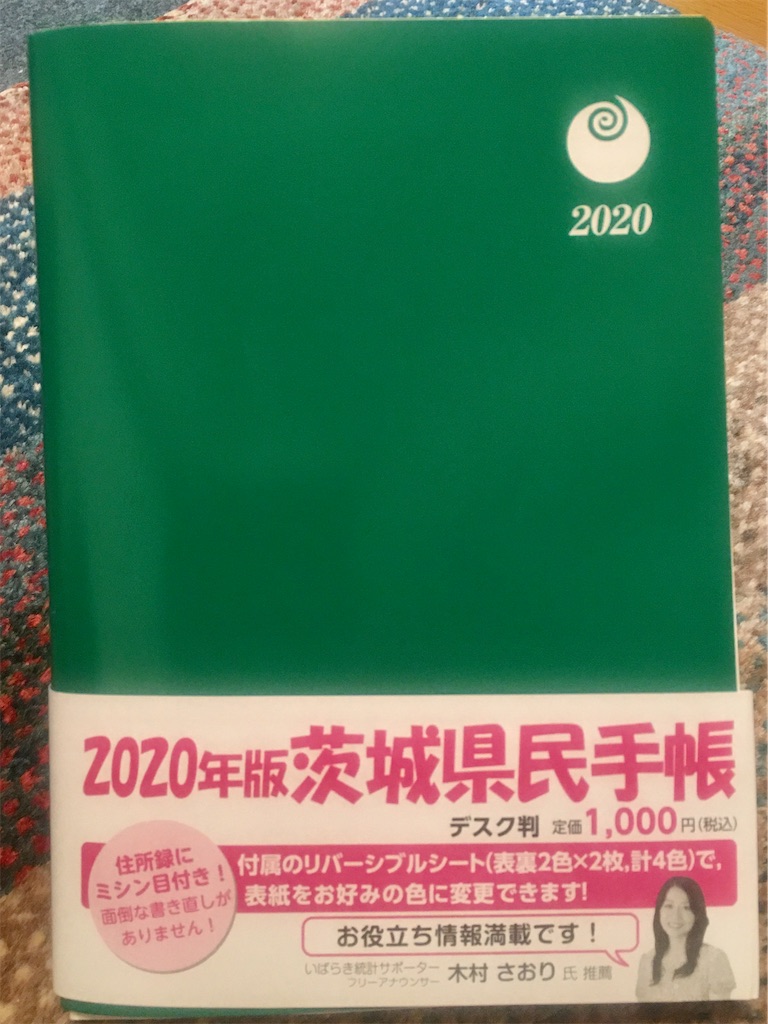 2020
2020年版茨城県民手帳
デスク判 定価1,000円(税込)
住所録に
ミシン目付き！
面倒な書き直しが
ありません！
付属のリバーシブルシート(表裏2色×2枚,計4色)で,
表紙をお好みの色に変更できます!
お役立ち情報満載です！
いばらき統計サポーター
フリーアナウンサー
木村 さおり 氏 推薦